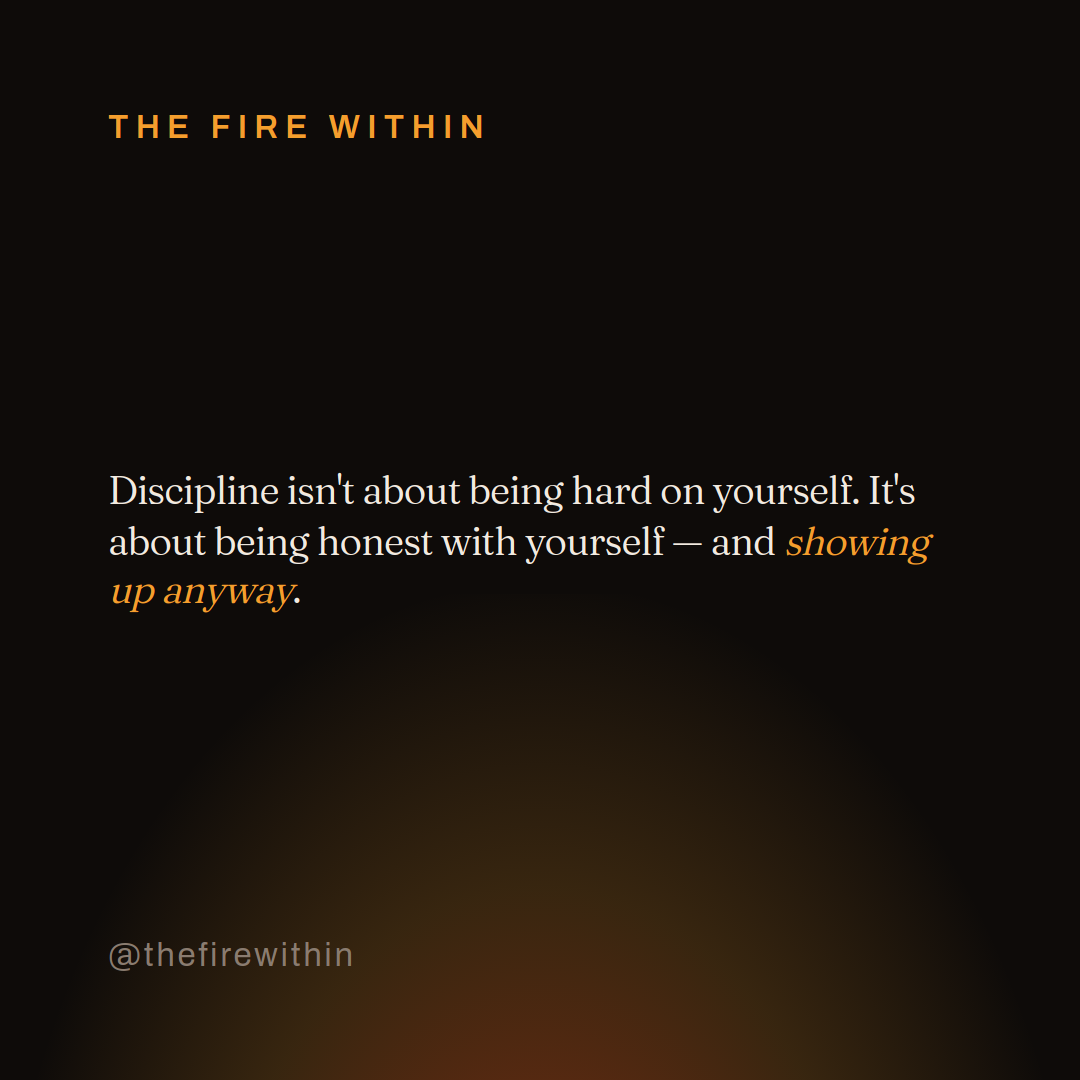 THE FIRE WITHIN
Discipline isn't about being hard on yourself. It's
about being honest with yourself — and showing
up anyway.
@thefirewithin